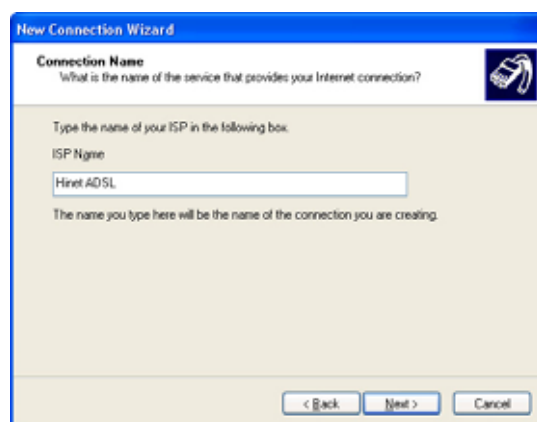 New Connection Wizard
Connection Name
What is the name of the service that provides your Internet connection?
Type the name of your ISP in the following box.
ISP Name
Hinet ADSL
The name you type here will be the name of the connection you are creating.
< Back
Next >
Cancel